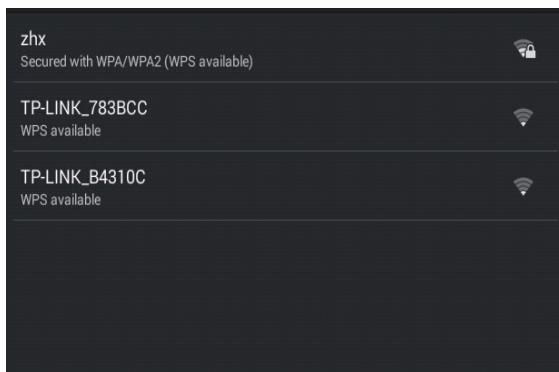 zhx
Secured with WPA/WPA2 (WPS available)
TP-LINK_783BCC
WPS available
TP-LINK_B4310C
WPS available